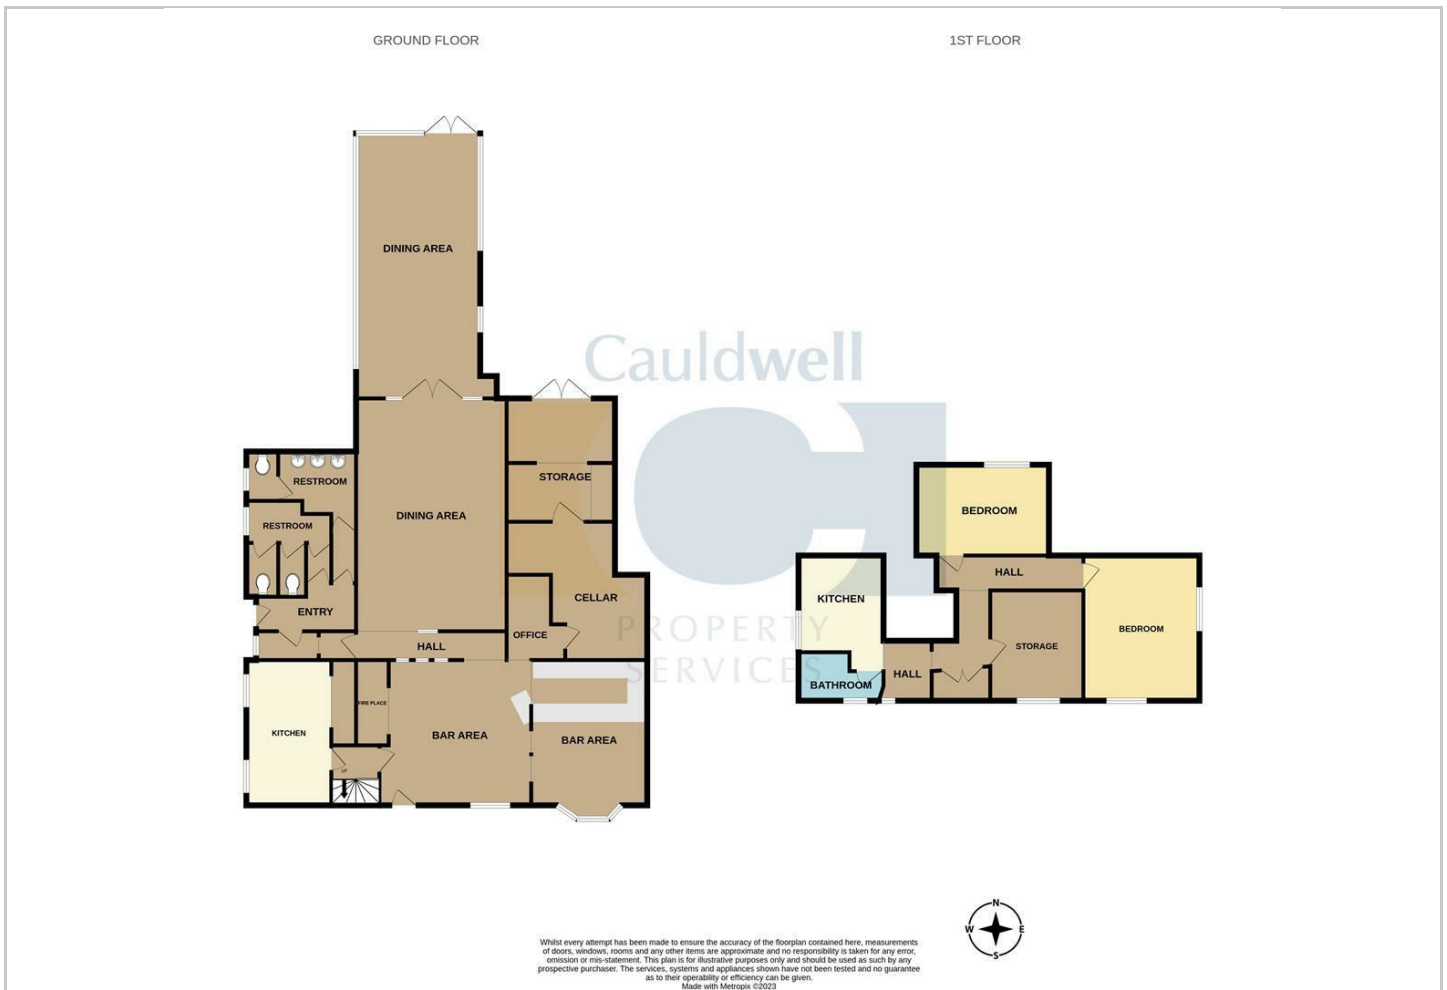 GROUND FLOOR
1ST FLOOR
DINING AREA
Cauldwell
STORAGE
RESTROOM
DINING AREA
RESTROOM
BEDROOM
HALL
CELLAR
KITCHEN
ENTRY
BEDROOM
OFFICE
PROPERTY
HALL
STORAGE
SERVICES
HALL
BATHROOM
FIRE PLACE
KITCHEN
BAR AREA
BAR AREA
UP
N
W E
S
Whilst every attempt has been made to ensure the accuracy of the floorplan contained here, measurements
of doors, windows, rooms and any other items are approximate and no responsibility is taken for any error,
omission or mis-statement. This plan is for illustrative purposes only and should be used as such by any
prospective purchaser. The services, systems and appliances shown have not been tested and no guarantee
as to their operability or efficiency can be given.
Made with Metropix ©2023